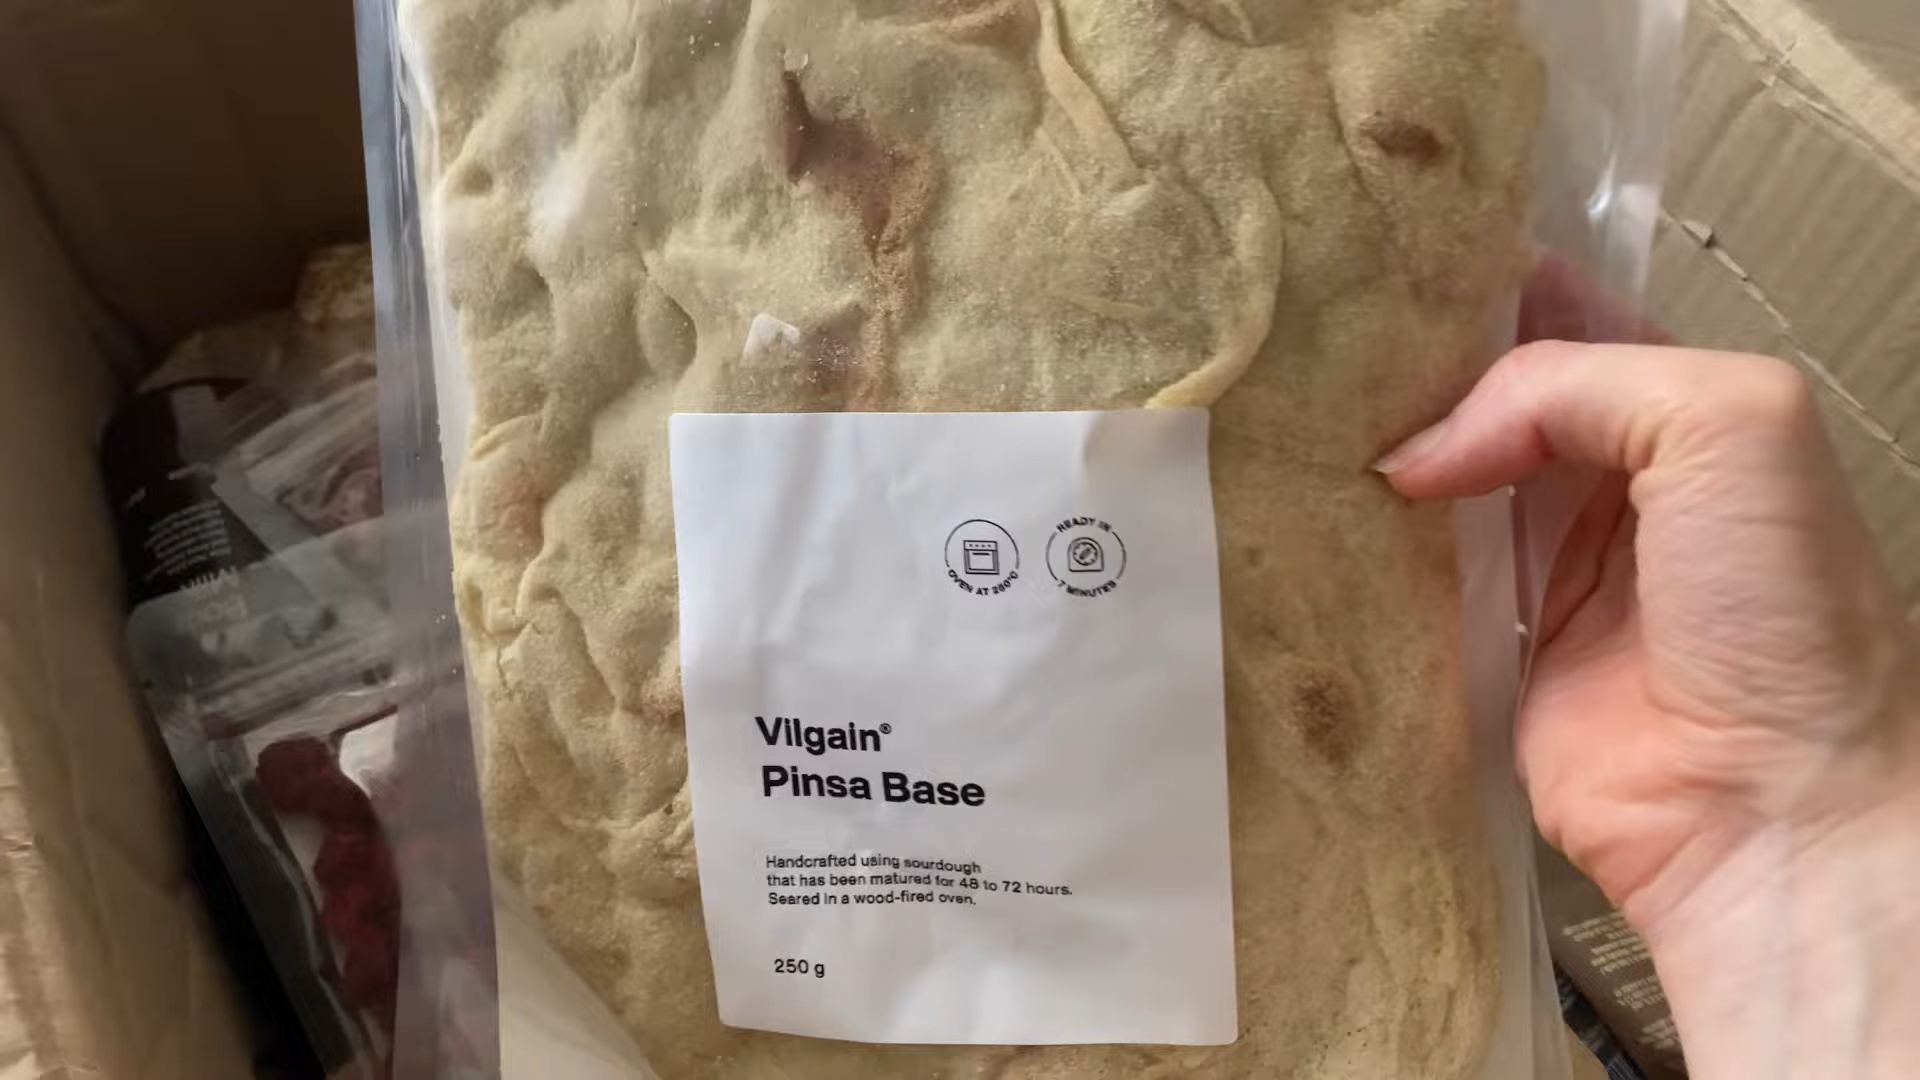 READY IN
OVEN AT 250°C
7 MINUTES
Vilgain®
Pinsa Base
Handcrafted using sourdough
that has been matured for 48 to 72 hours.
Seared in a wood-fired oven.
250 g